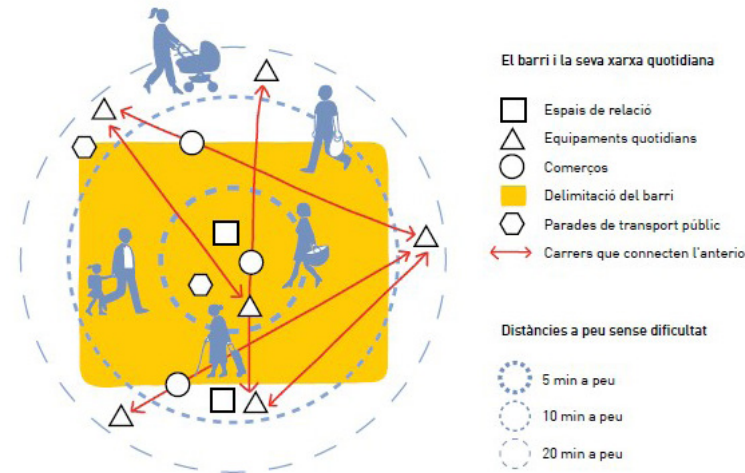 El barri i la seva xarxa quotidiana
Espais de relació
Equipaments quotidians
Comerços
Delimitació del barri
Parades de transport públic
Carrers que connecten l'anterio
Distàncies a peu sense dificultat
5 min a peu
10 min a peu
20 min a peu